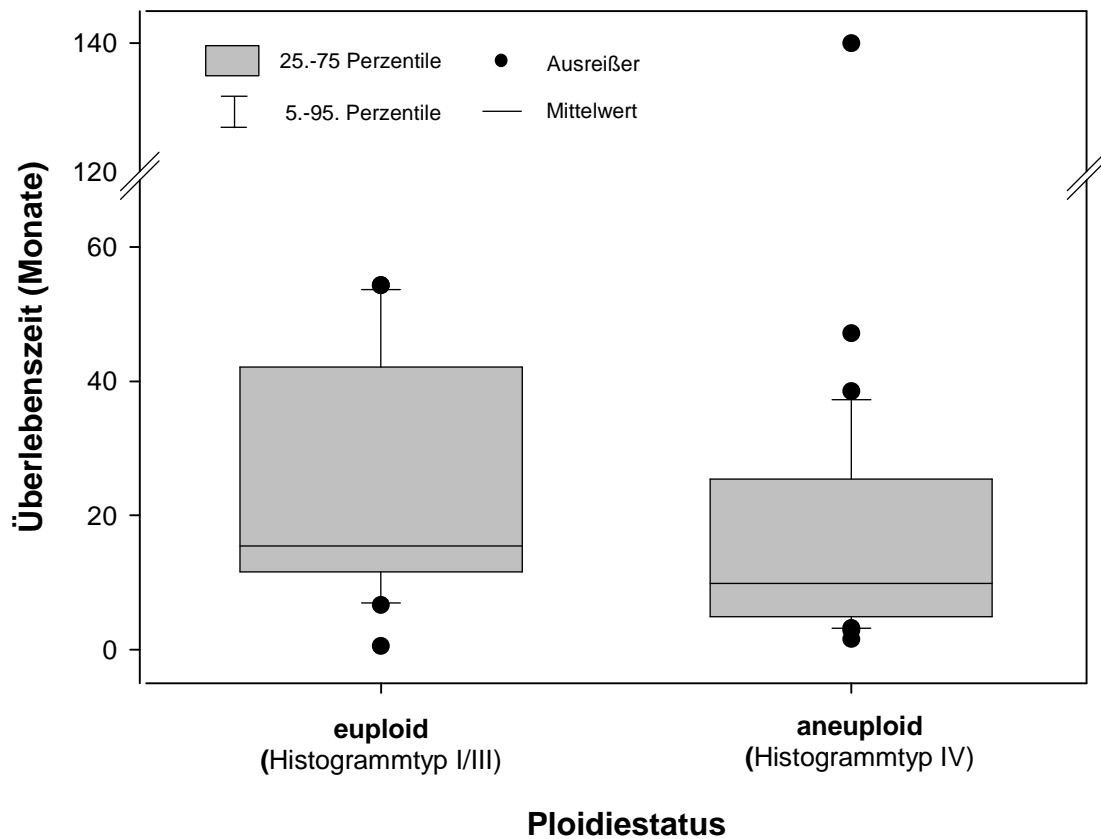 140
120
60
40
20
0
Überlebenszeit (Monate)
25.-75 Perzentile
Ausreißer
5.-95. Perzentile
Mittelwert
euploid
(Histogrammtyp I/III)
aneuploid
(Histogrammtyp IV)
Ploidiestatus